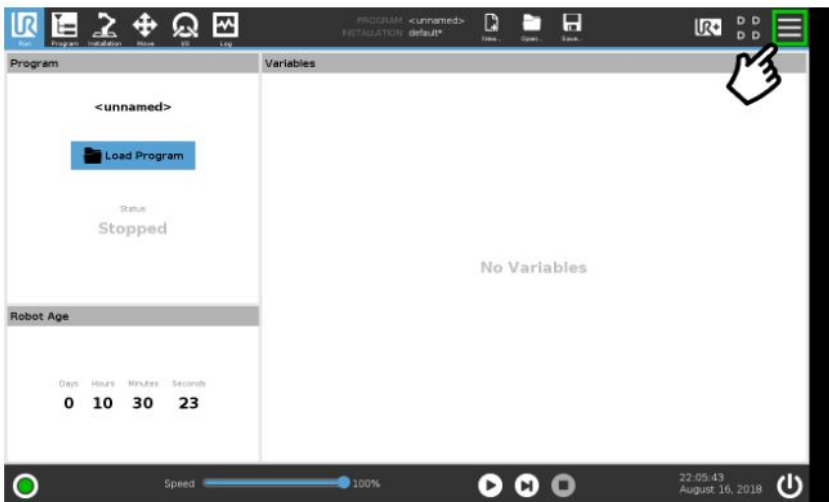 UR
PROGRAM <unnamed>
INSTALLATION default*
UR+
D D
D D
Run Program Installation Move I/O Log
New... Open... Save...
Program
Variables
<unnamed>
Load Program
Status
Stopped
No Variables
Robot Age
Days Hours Minutes Seconds
0 10 30 23
Speed 100%
22:05:43
August 16, 2018